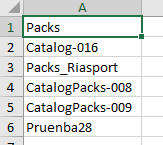 A
1 Packs
2 Catalog-016
3 Packs_Riasport
4 CatalogPacks-008
5 CatalogPacks-009
6 Pruenba28